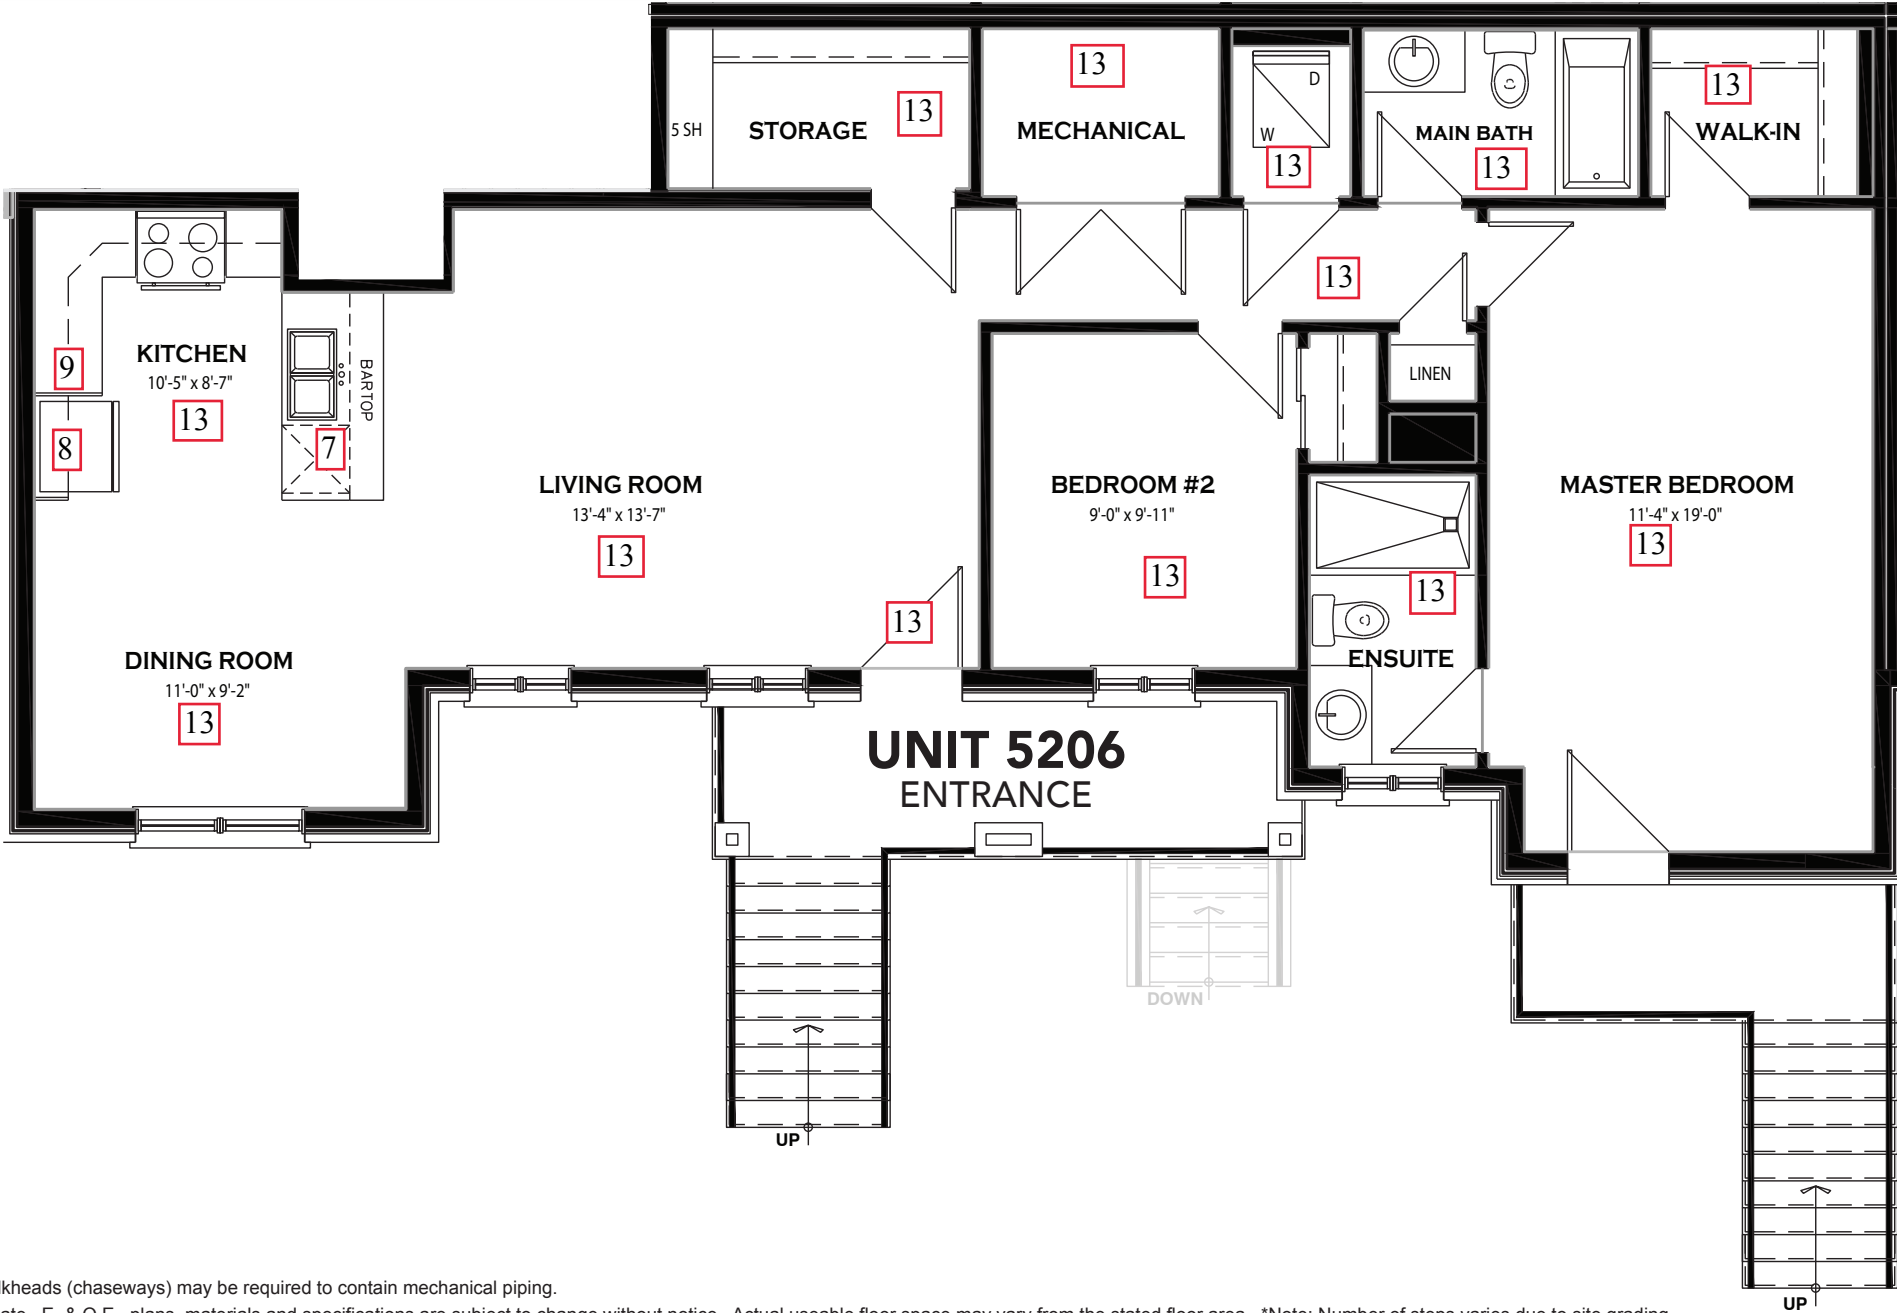 13
13
13
13
D
5 SH
STORAGE
MECHANICAL
W
MAIN BATH
WALK-IN
13
13
13
9
KITCHEN
10'-5" x 8'-7"
13
BARTOP
LINEN
8
7
LIVING ROOM
13'-4" x 13'-7"
13
BEDROOM #2
9'-0" x 9'-11"
13
MASTER BEDROOM
11'-4" x 19'-0"
13
13
13
ENSUITE
DINING ROOM
11'-0" x 9'-2"
13
UNIT 5206
ENTRANCE
DOWN
UP
UP
lkheads (chaseways) may be required to contain mechanical piping.